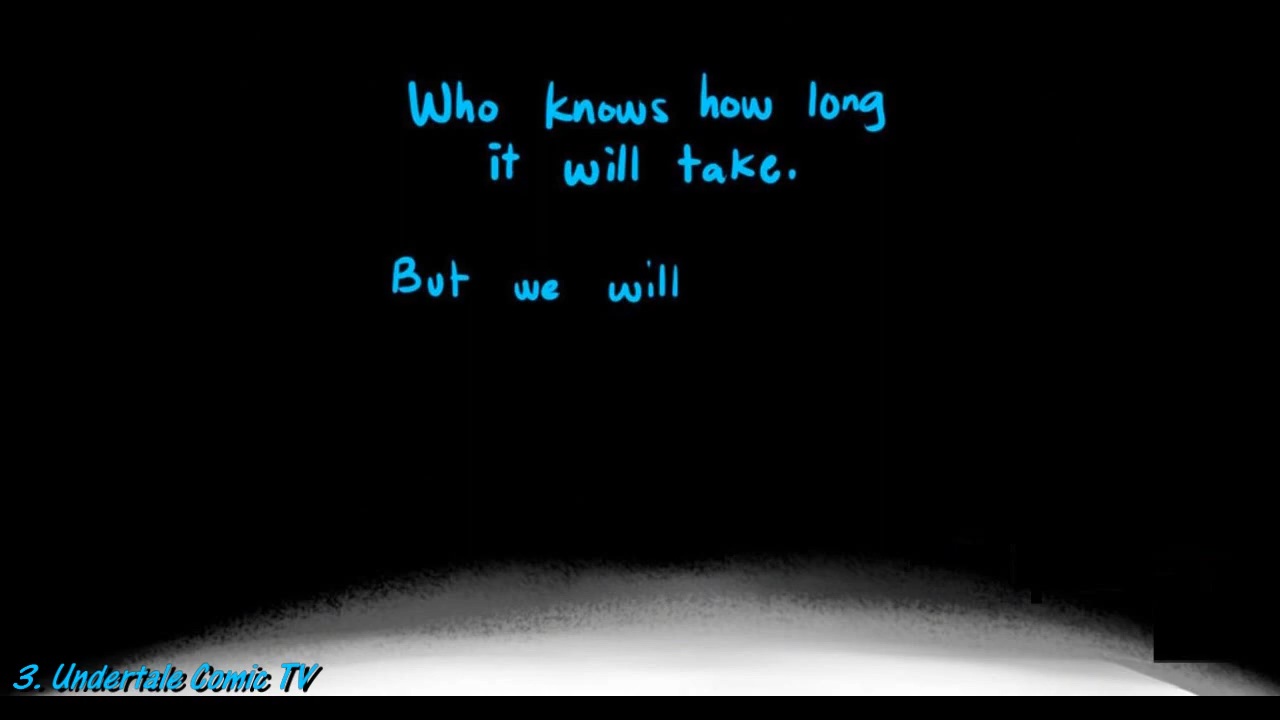 Who knows how long
it will take.
But we will
3. Undertale Comic TV